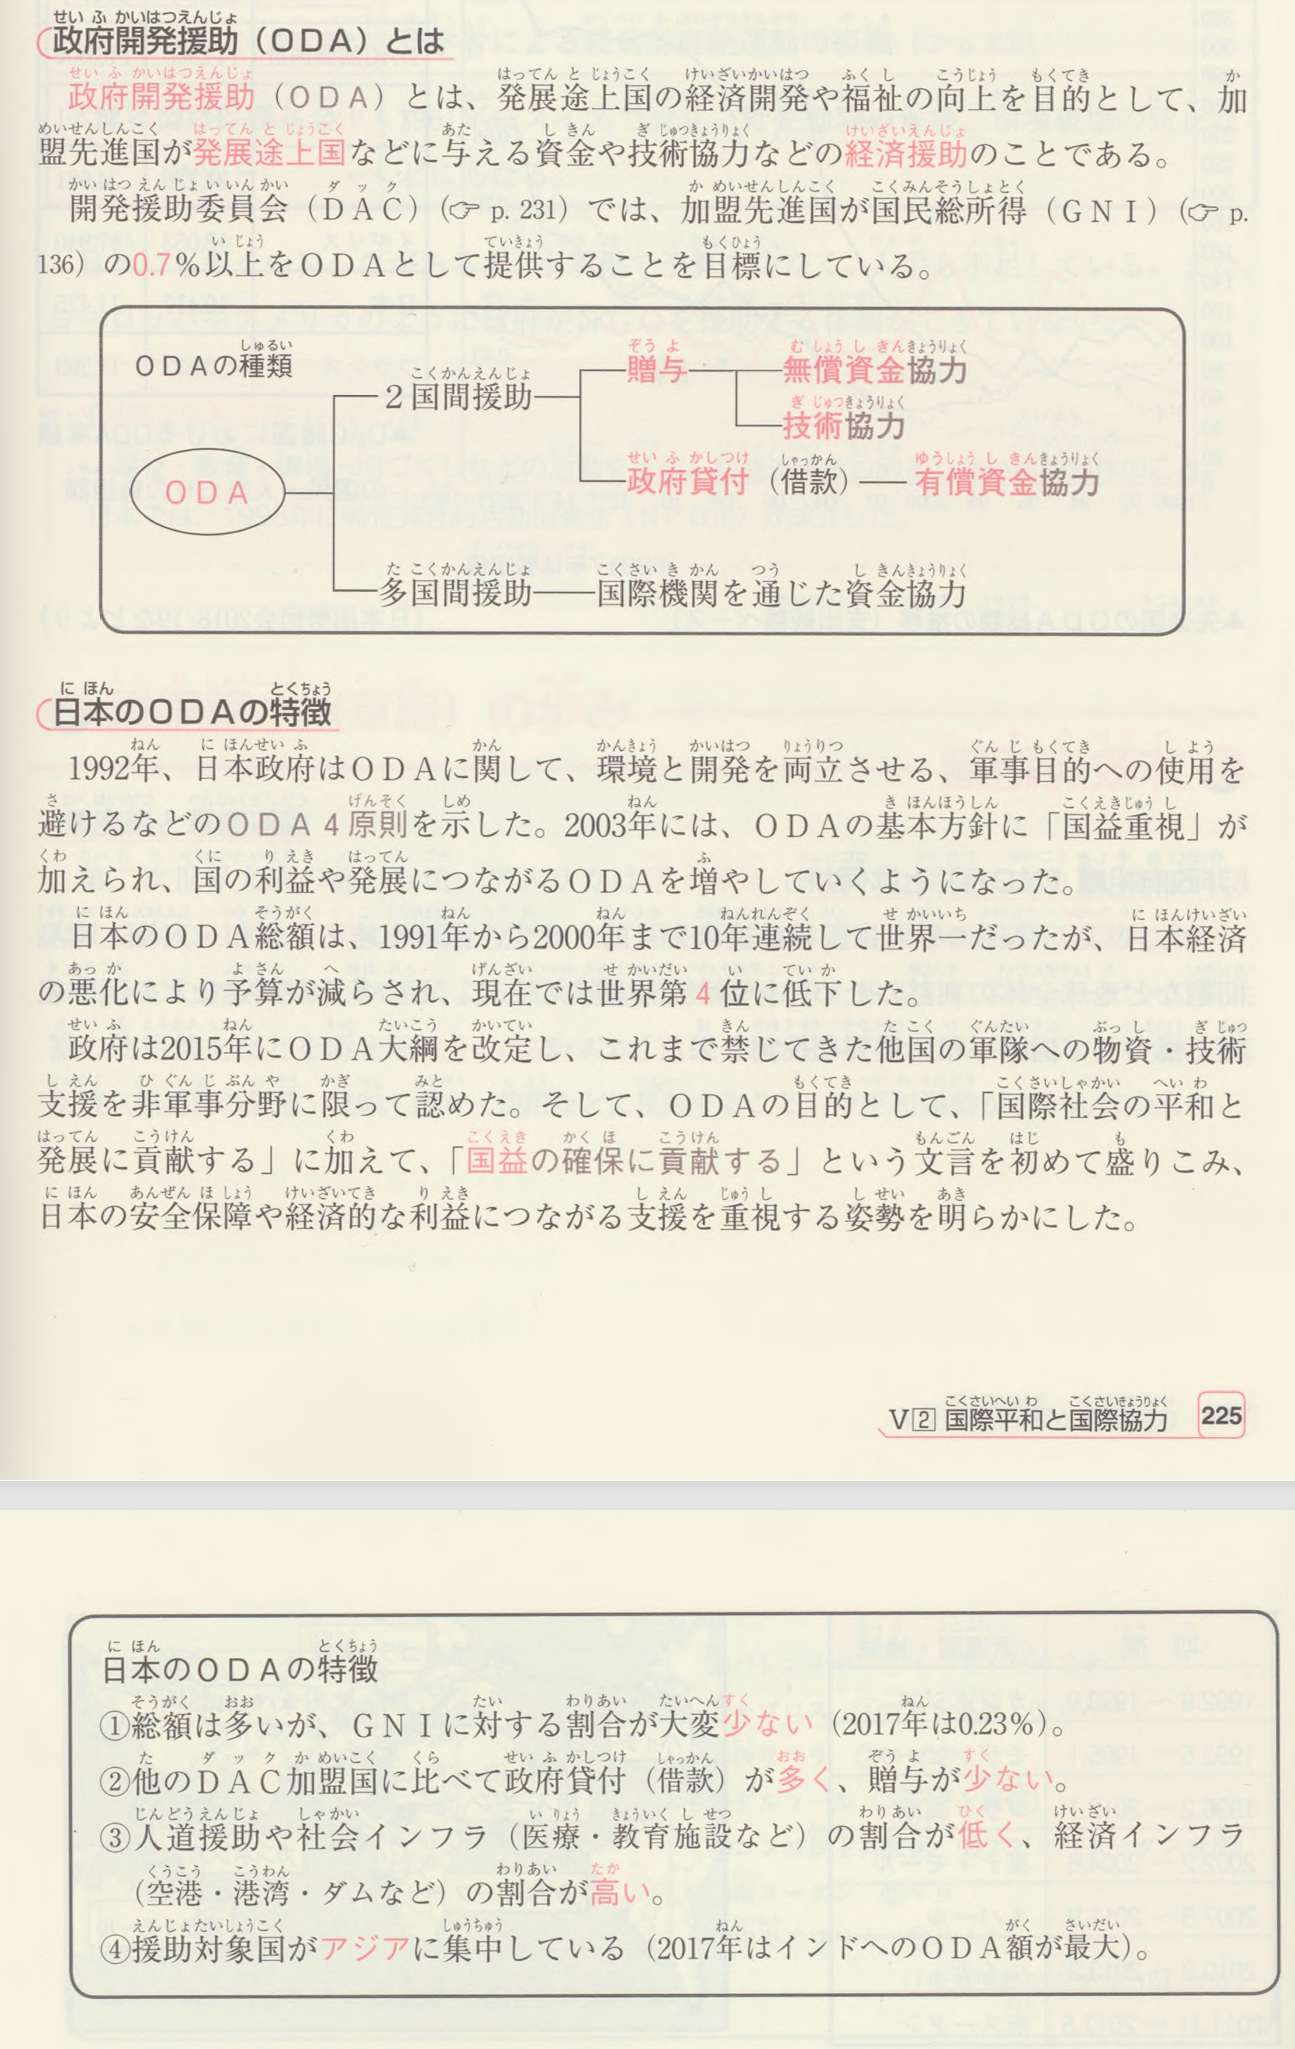 政府開発援助（ODA）とは
政府開発援助（ODA）とは、発展途上国の経済開発や福祉の向上を目的として、加
盟先進国が発展途上国などに与える資金や技術協力などの経済援助のことである。
開発援助委員会（DAC）(☞ p. 231）では、加盟先進国が国民総所得（GNI）(☞ p.
136）の0.7％以上をODAとして提供することを目標にしている。
ODAの種類
ODA
2国間援助
贈与
無償資金協力
技術協力
政府貸付（借款）
有償資金協力
多国間援助
国際機関を通じた資金協力
日本のODAの特徴
1992年、日本政府はODAに関して、環境と開発を両立させる、軍事目的への使用を
避けるなどのODA4原則を示した。2003年には、ODAの基本方針に「国益重視」が
加えられ、国の利益や発展につながるODAを増やしていくようになった。
日本のODA総額は、1991年から2000年まで10年連続して世界一だったが、日本経済
の悪化により予算が減らされ、現在では世界第4位に低下した。
政府は2015年にODA大綱を改定し、これまで禁じてきた他国の軍隊への物資・技術
支援を非軍事分野に限って認めた。そして、ODAの目的として、「国際社会の平和と
発展に貢献する」に加えて、「国益の確保に貢献する」という文言を初めて盛りこみ、
日本の安全保障や経済的な利益につながる支援を重視する姿勢を明らかにした。
V② 国際平和と国際協力 225
日本のODAの特徴
①総額は多いが、GNIに対する割合が大変少ない（2017年は0.23％）。
②他のDAC加盟国に比べて政府貸付（借款）が多く、贈与が少ない。
③人道援助や社会インフラ（医療・教育施設など）の割合が低く、経済インフラ
（空港・港湾・ダムなど）の割合が高い。
④援助対象国がアジアに集中している（2017年はインドへのODA額が最大）。